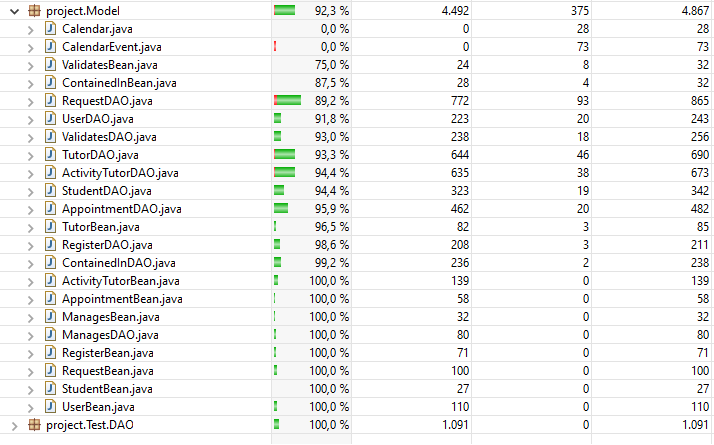 project.Model 92,3 % 4.492 375 4.867
Calendar.java 0,0 % 0 28 28
CalendarEvent.java 0,0 % 0 73 73
ValidatesBean.java 75,0 % 24 8 32
ContainedInBean.java 87,5 % 28 4 32
RequestDAO.java 89,2 % 772 93 865
UserDAO.java 91,8 % 223 20 243
ValidatesDAO.java 93,0 % 238 18 256
TutorDAO.java 93,3 % 644 46 690
ActivityTutorDAO.java 94,4 % 635 38 673
StudentDAO.java 94,4 % 323 19 342
AppointmentDAO.java 95,9 % 462 20 482
TutorBean.java 96,5 % 82 3 85
RegisterDAO.java 98,6 % 208 3 211
ContainedInDAO.java 99,2 % 236 2 238
ActivityTutorBean.java 100,0 % 139 0 139
AppointmentBean.java 100,0 % 58 0 58
ManagesBean.java 100,0 % 32 0 32
ManagesDAO.java 100,0 % 80 0 80
RegisterBean.java 100,0 % 71 0 71
RequestBean.java 100,0 % 100 0 100
StudentBean.java 100,0 % 27 0 27
UserBean.java 100,0 % 110 0 110
project.Test.DAO 100,0 % 1.091 0 1.091